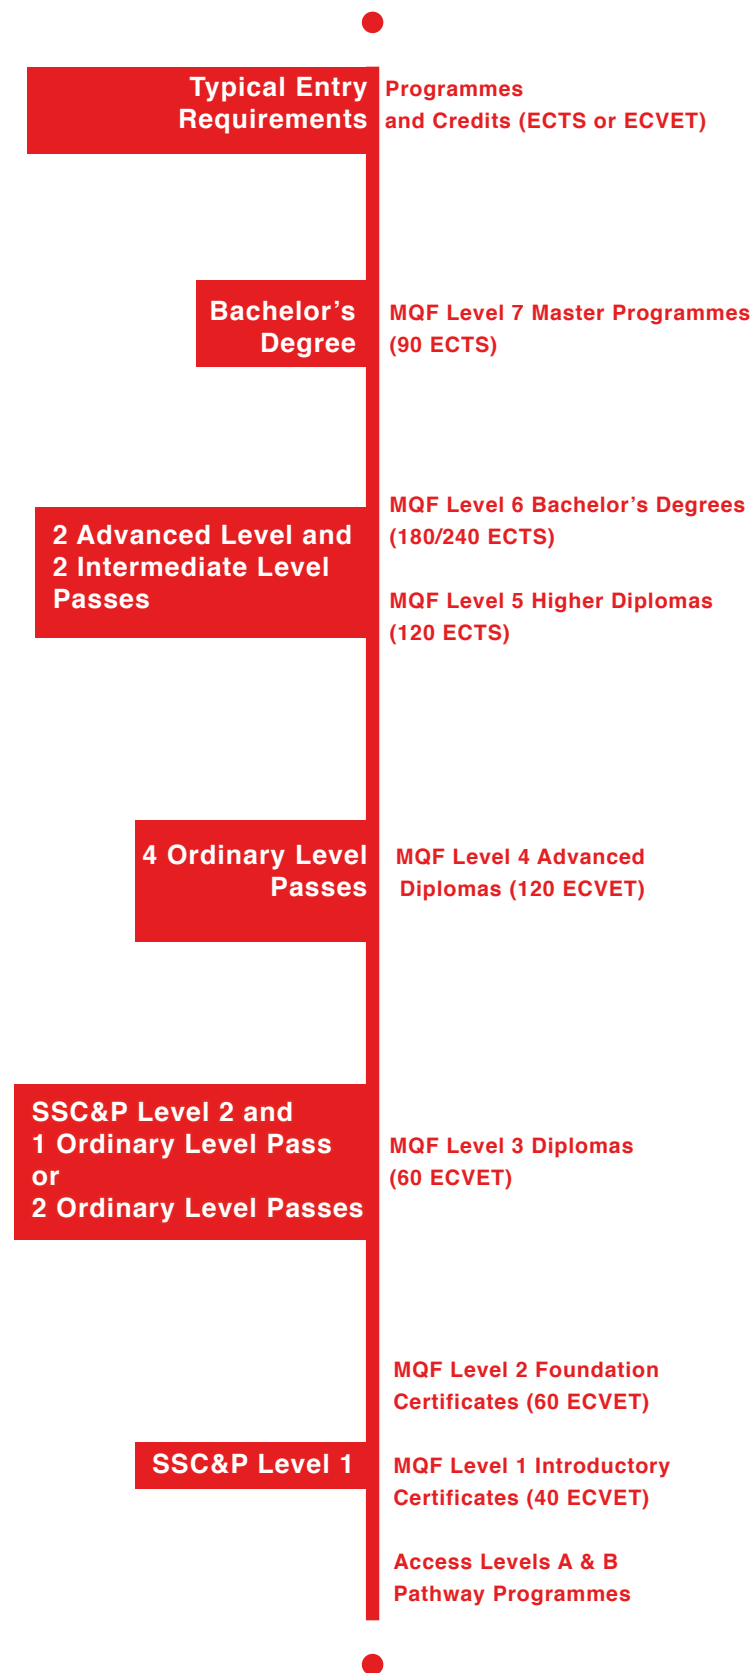 Typical Entry
Requirements
Programmes
and Credits (ECTS or ECVET)
Bachelor’s
Degree
MQF Level 7 Master Programmes
(90 ECTS)
2 Advanced Level and
2 Intermediate Level
Passes
MQF Level 6 Bachelor’s Degrees
(180/240 ECTS)
MQF Level 5 Higher Diplomas
(120 ECTS)
4 Ordinary Level
Passes
MQF Level 4 Advanced
Diplomas (120 ECVET)
SSC&P Level 2 and
1 Ordinary Level Pass
or
2 Ordinary Level Passes
MQF Level 3 Diplomas
(60 ECVET)
MQF Level 2 Foundation
Certificates (60 ECVET)
SSC&P Level 1
MQF Level 1 Introductory
Certificates (40 ECVET)
Access Levels A & B
Pathway Programmes